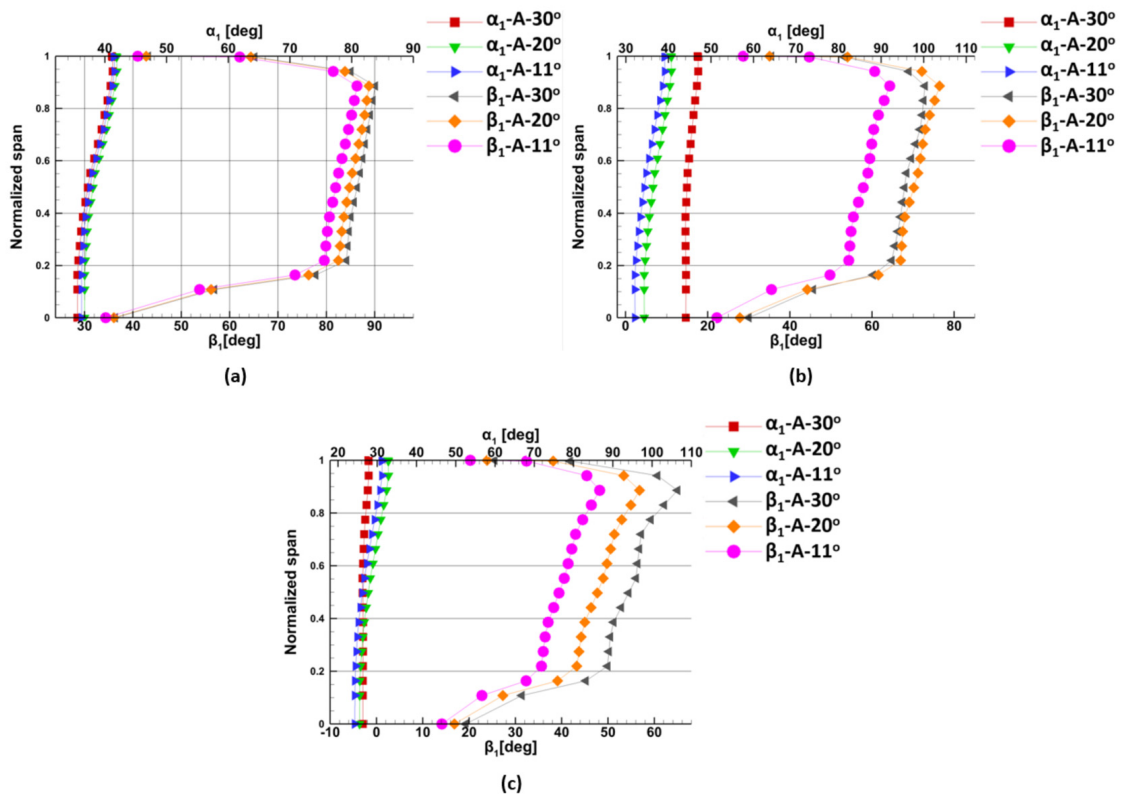 α₁ [deg]
40 50 60 70 80 90
1
0.8
0.6
0.4
0.2
0
Normalized span
30 40 50 60 70 80 90
β₁[deg]
α₁-A-30°
α₁-A-20°
α₁-A-11°
β₁-A-30°
β₁-A-20°
β₁-A-11°
(a)
α₁ [deg]
30 40 50 60 70 80 90 100 110
1
0.8
0.6
0.4
0.2
0
Normalized span
0 20 40 60 80
β₁[deg]
α₁-A-30°
α₁-A-20°
α₁-A-11°
β₁-A-30°
β₁-A-20°
β₁-A-11°
(b)
α₁ [deg]
20 30 40 50 60 70 80 90 100 110
1
0.8
0.6
0.4
0.2
0
Normalized span
-10 0 10 20 30 40 50 60
β₁[deg]
α₁-A-30°
α₁-A-20°
α₁-A-11°
β₁-A-30°
β₁-A-20°
β₁-A-11°
(c)